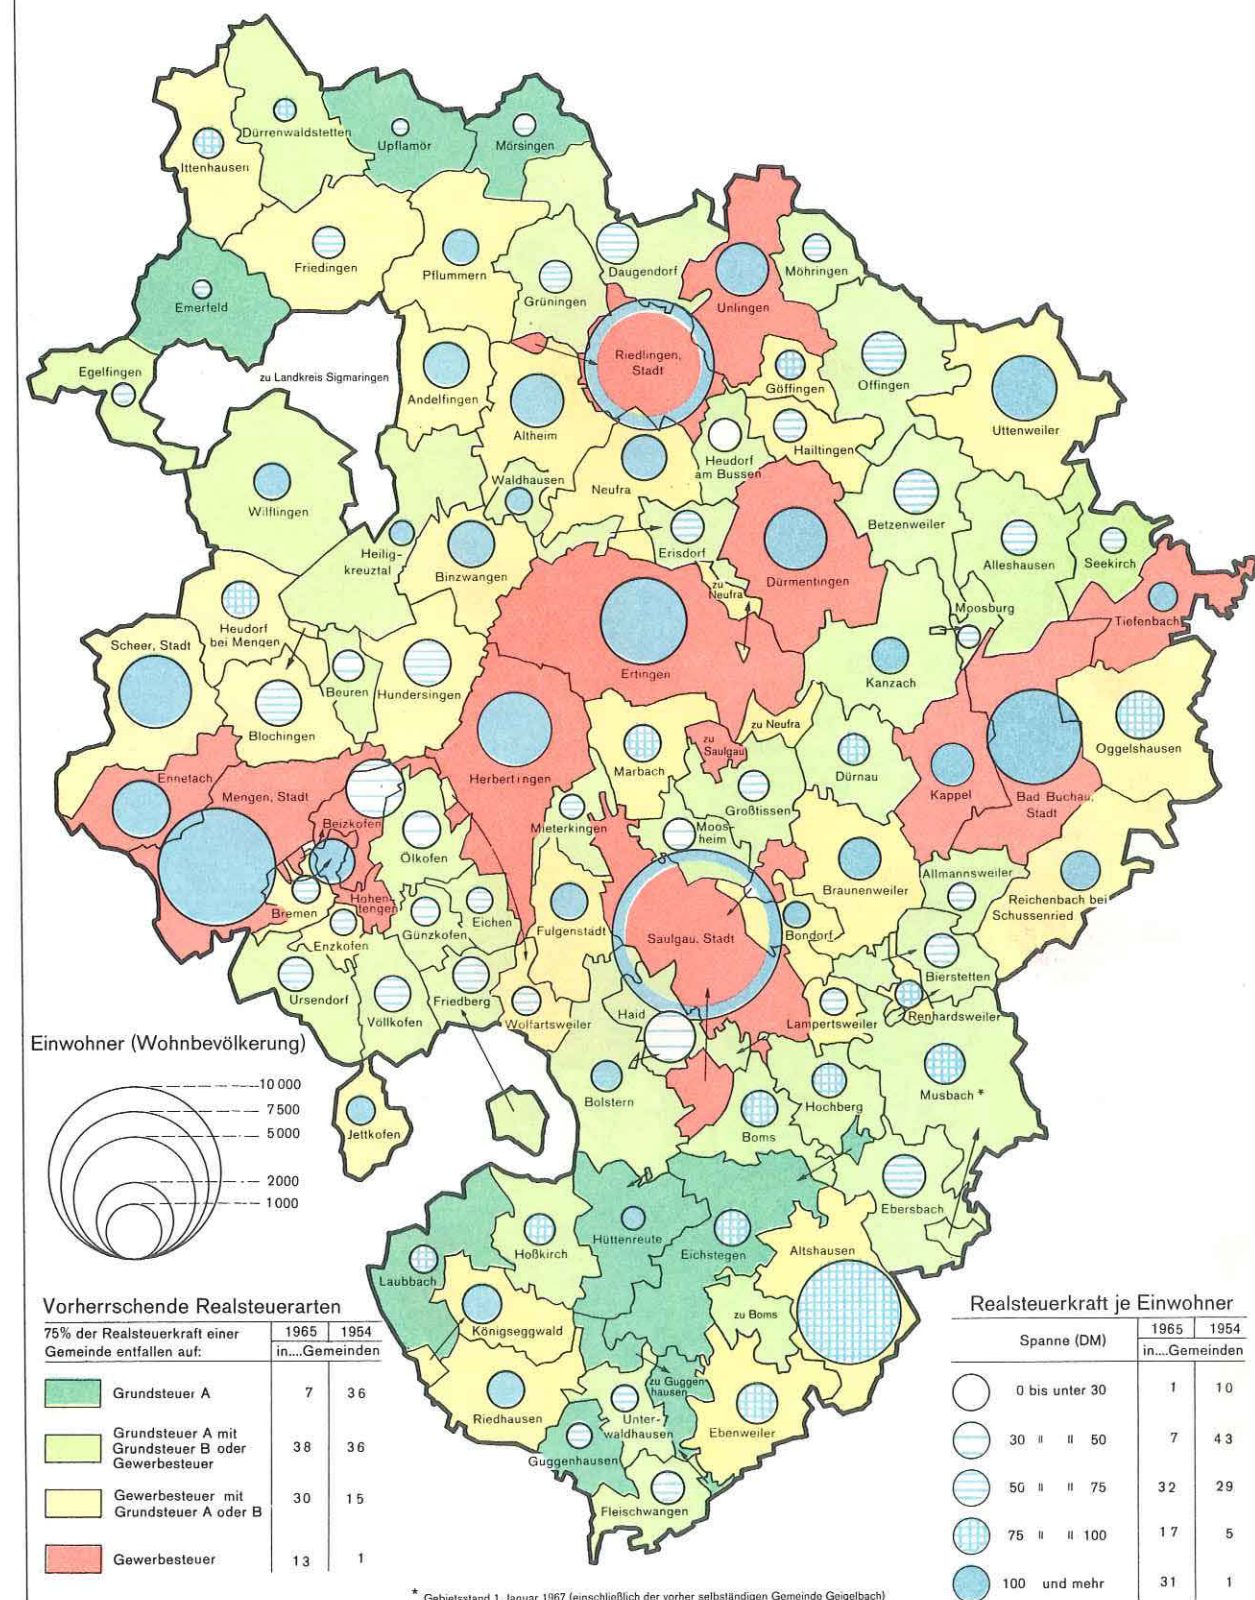 Dürrenwaldstetten
Upflamör
Mörsingen
Ittenhausen
Friedingen
Pflummern
Grüningen
Daugendorf
Möhringen
Unlingen
Emerfeld
Egelfingen
zu Landkreis Sigmaringen
Andelfingen
Riedlingen,
Stadt
Göffingen
Offingen
Altheim
Uttenweiler
Hailtingen
Heudorf
am Bussen
Neufra
Waldhausen
Wilflingen
Betzenweiler
Heilig-
kreuztal
Binzwangen
Erisdorf
Dürmentingen
Alleshausen
Seekirch
zu
Neufra
Moosburg
Tiefenbach
Heudorf
bei Mengen
Scheer, Stadt
Beuren
Hundersingen
Ertingen
Kanzach
Blochingen
zu Neufra
Oggelshausen
zu
Saulgau
Marbach
Dürnau
Herbertingen
Ennetach
Mengen, Stadt
Großtissen
Kappel
Bad Buchau,
Stadt
Beizkofen
Mieterkingen
Moos-
heim
Ölkofen
Allmannsweiler
Braunenweiler
Reichenbach bei
Schussenried
Hohen-
tengen
Bremen
Eichen
Günzkofen
Enzkofen
Fulgenstadt
Saulgau, Stadt
Bondorf
Bierstetten
Ursendorf
Völlkofen
Friedberg
Wolfartsweiler
Haid
Lampertsweiler
Renhardsweiler
Einwohner (Wohnbevölkerung)
10 000
7 500
5 000
2000
1000
Jettkofen
Bolstern
Boms
Hochberg
Musbach *
Ebersbach
Hüttenreute
Eichstegen
Altshausen
Hoßkirch
Laubbach
Königseggwald
zu Boms
Riedhausen
zu Guggen-
hausen
Unter-
waldhausen
Ebenweiler
Guggenhausen
Fleischwangen
Vorherrschende Realsteuerarten
75% der Realsteuerkraft einer
Gemeinde entfallen auf:
1965 1954
in....Gemeinden
Grundsteuer A 7 36
Grundsteuer A mit
Grundsteuer B oder
Gewerbesteuer
38 36
Gewerbesteuer mit
Grundsteuer A oder B
30 15
Gewerbesteuer 13 1
Realsteuerkraft je Einwohner
Spanne (DM)
1965 1954
in....Gemeinden
0 bis unter 30 1 10
30 " " 50 7 43
50 " " 75 32 29
75 " " 100 17 5
100 und mehr 31 1
* Gebietsstand 1. Januar 1967 (einschließlich der vorher selbständigen Gemeinde Geigelbach)